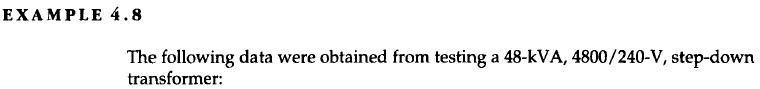 EXAMPLE 4.8
The following data were obtained from testing a 48-kVA, 4800/240-V, step-down
transformer: